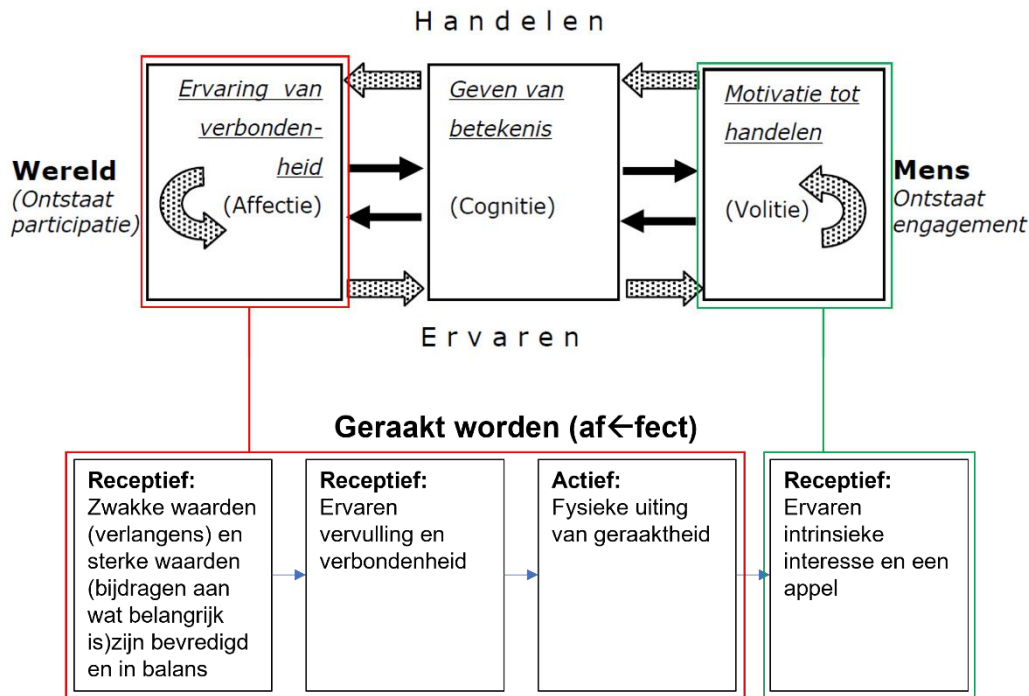 Handelen
Ervaring van
verbonden-
heid
(Affectie)
Geven van
betekenis
(Cognitie)
Motivatie tot
handelen
(Volitie)
Wereld
(Ontstaat
participatie)
Mens
Ontstaat
engagement
Ervaren
Geraakt worden (af←fect)
Receptief:
Zwakke waarden
(verlangens) en
sterke waarden
(bijdragen aan
wat belangrijk
is)zijn bevredigd
en in balans
Receptief:
Ervaren
vervulling en
verbondenheid
Actief:
Fysieke uiting
van geraaktheid
Receptief:
Ervaren
intrinsieke
interesse en een
appel